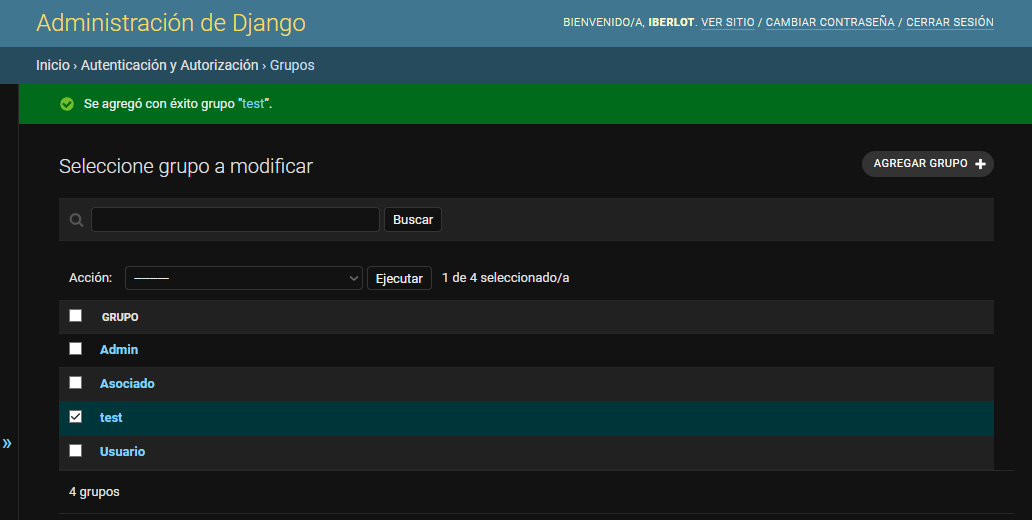 Administración de Django
BIENVENIDO/A, IBERLOT. VER SITIO / CAMBIAR CONTRASEÑA / CERRAR SESIÓN
Inicio › Autenticación y Autorización › Grupos
Se agregó con éxito grupo "test".
Seleccione grupo a modificar
AGREGAR GRUPO +
Buscar
Acción: --------- Ejecutar 1 de 4 seleccionado/a
GRUPO
Admin
Asociado
test
»
Usuario
4 grupos